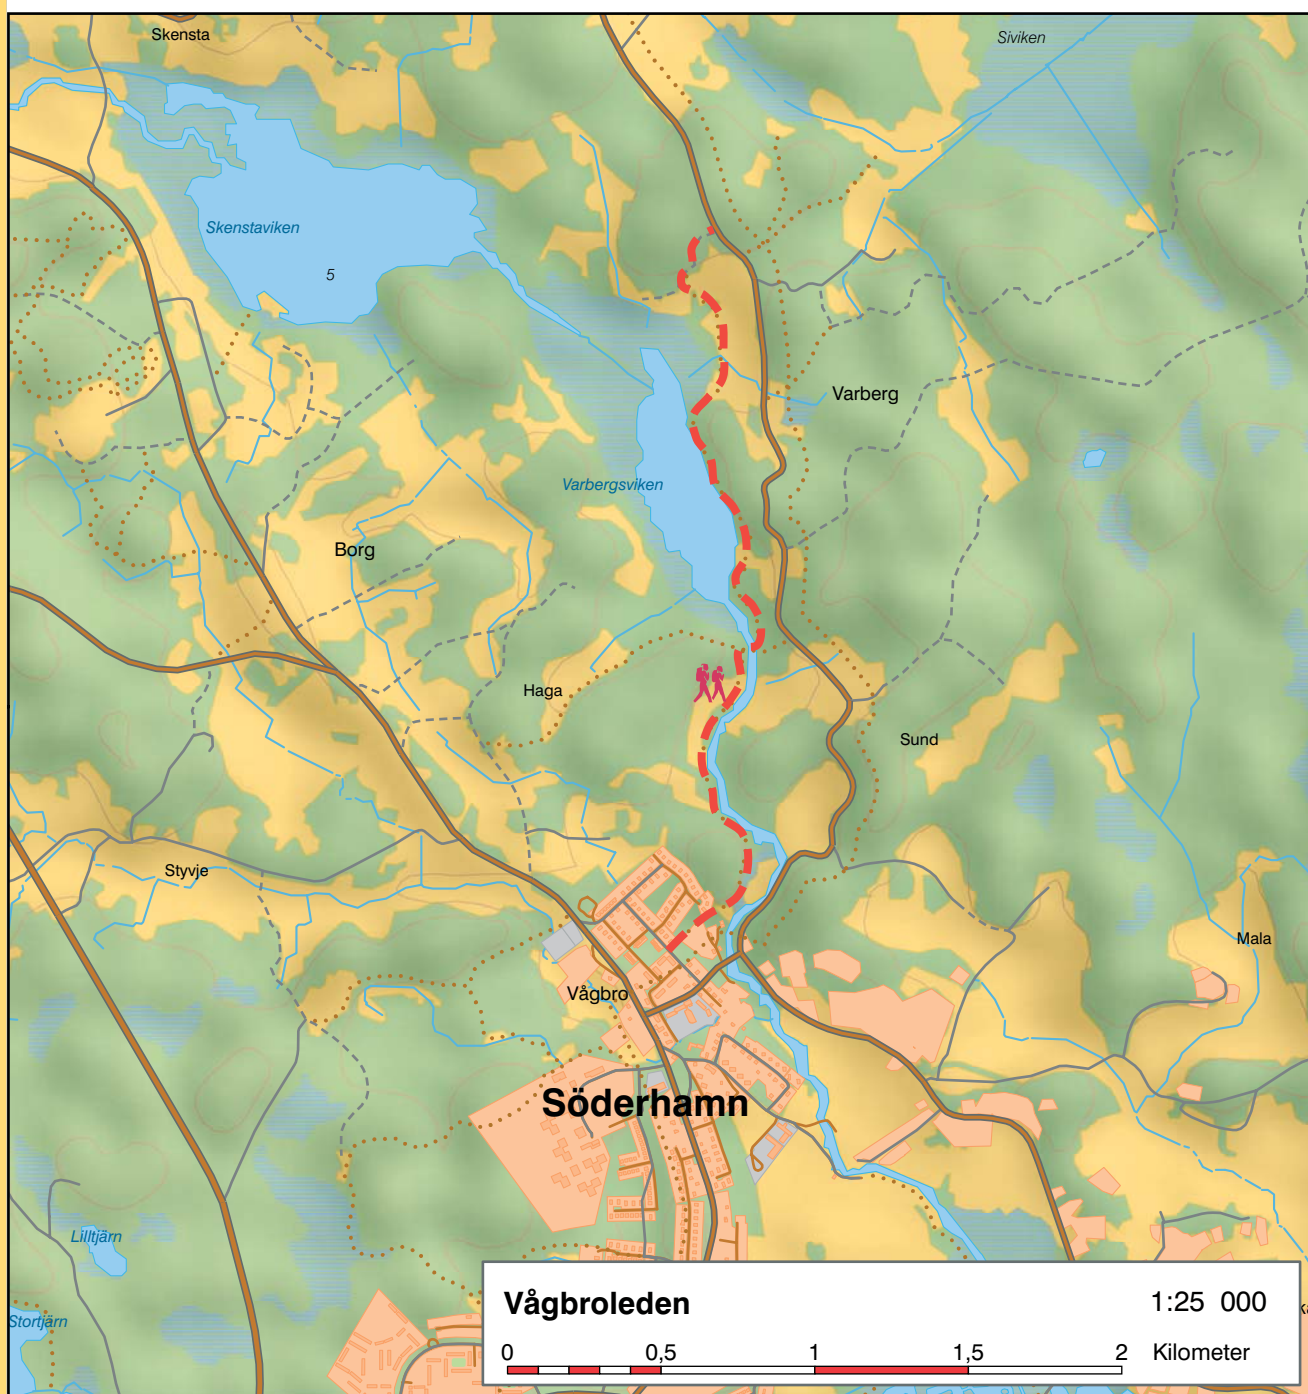 Skensta
Siviken
Skenstaviken
5
Varberg
Varbergsviken
Borg
Haga
Sund
Styvje
Mala
Vågbro
Söderhamn
Lilltjärn
Stortjärn
Vågbroleden
1:25 000
0 0,5 1 1,5 2 Kilometer